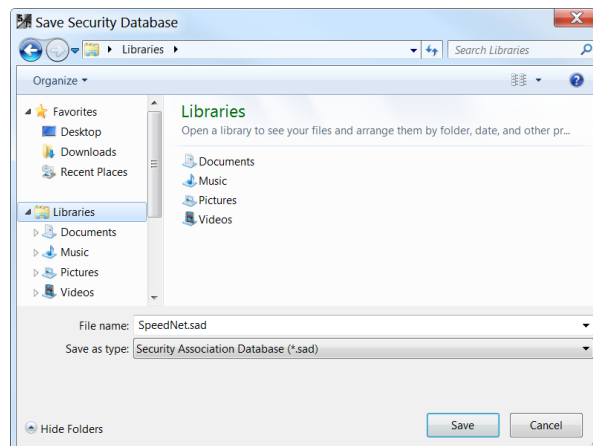 Save Security Database
Libraries
Search Libraries
Organize
Favorites
Desktop
Downloads
Recent Places
Libraries
Documents
Music
Pictures
Videos
Libraries
Open a library to see your files and arrange them by folder, date, and other pr...
Documents
Music
Pictures
Videos
File name: SpeedNet.sad
Save as type: Security Association Database (*.sad)
Hide Folders
Save Cancel